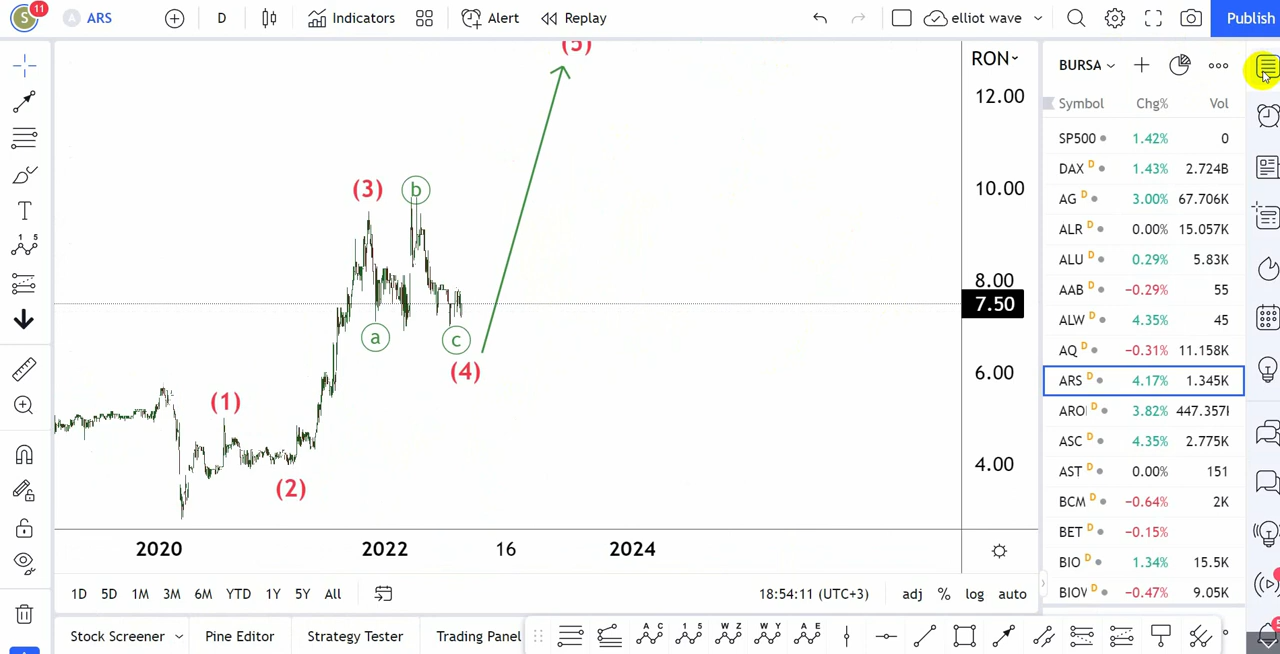 S 11 A ARS D Indicators Alert Replay elliot wave Publish
RON
BURSA
Symbol Chg% Vol
SP500 1.42% 0
DAX D 1.43% 2.724B
AG D 3.00% 67.706K
ALR D 0.00% 15.057K
ALU D 0.29% 5.83K
AAB D −0.29% 55
ALW D 4.35% 45
AQ D −0.31% 11.158K
ARS D 4.17% 1.345K
ARO D 3.82% 447.357
ASC D 4.35% 2.775K
AST D 0.00% 151
BCM D −0.64% 2K
BET D −0.15%
BIO D 1.34% 15.5K
BIOV D −0.47% 9.05K
(5)
12.00
(3) b 10.00
8.00
7.50
a c
(4) 6.00
(1)
(2) 4.00
2020 2022 16 2024
1D 5D 1M 3M 6M YTD 1Y 5Y All 18:54:11 (UTC+3) adj % log auto
Stock Screener Pine Editor Strategy Tester Trading Panel
A C 1 5 W Z W Y A E
1 5